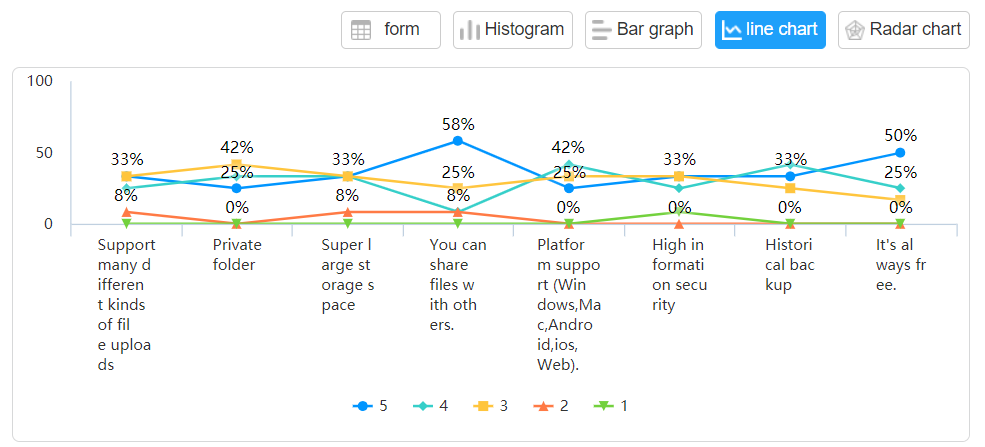 form
Histogram
Bar graph
line chart
Radar chart
100
50
0
33%
8%
42%
25%
0%
33%
8%
58%
25%
8%
42%
25%
0%
33%
0%
33%
0%
50%
25%
0%
Support
many d
ifferen
t kinds
of fil
e uploa
ds
Private
folder
Super l
arge st
orage s
pace
You can
share
files w
ith oth
ers.
Platfor
m suppo
rt (Win
dows,Ma
c,Andro
id,ios,
Web).
High in
formati
on secu
rity
Histori
cal bac
kup
It's al
ways fr
ee.
5
4
3
2
1